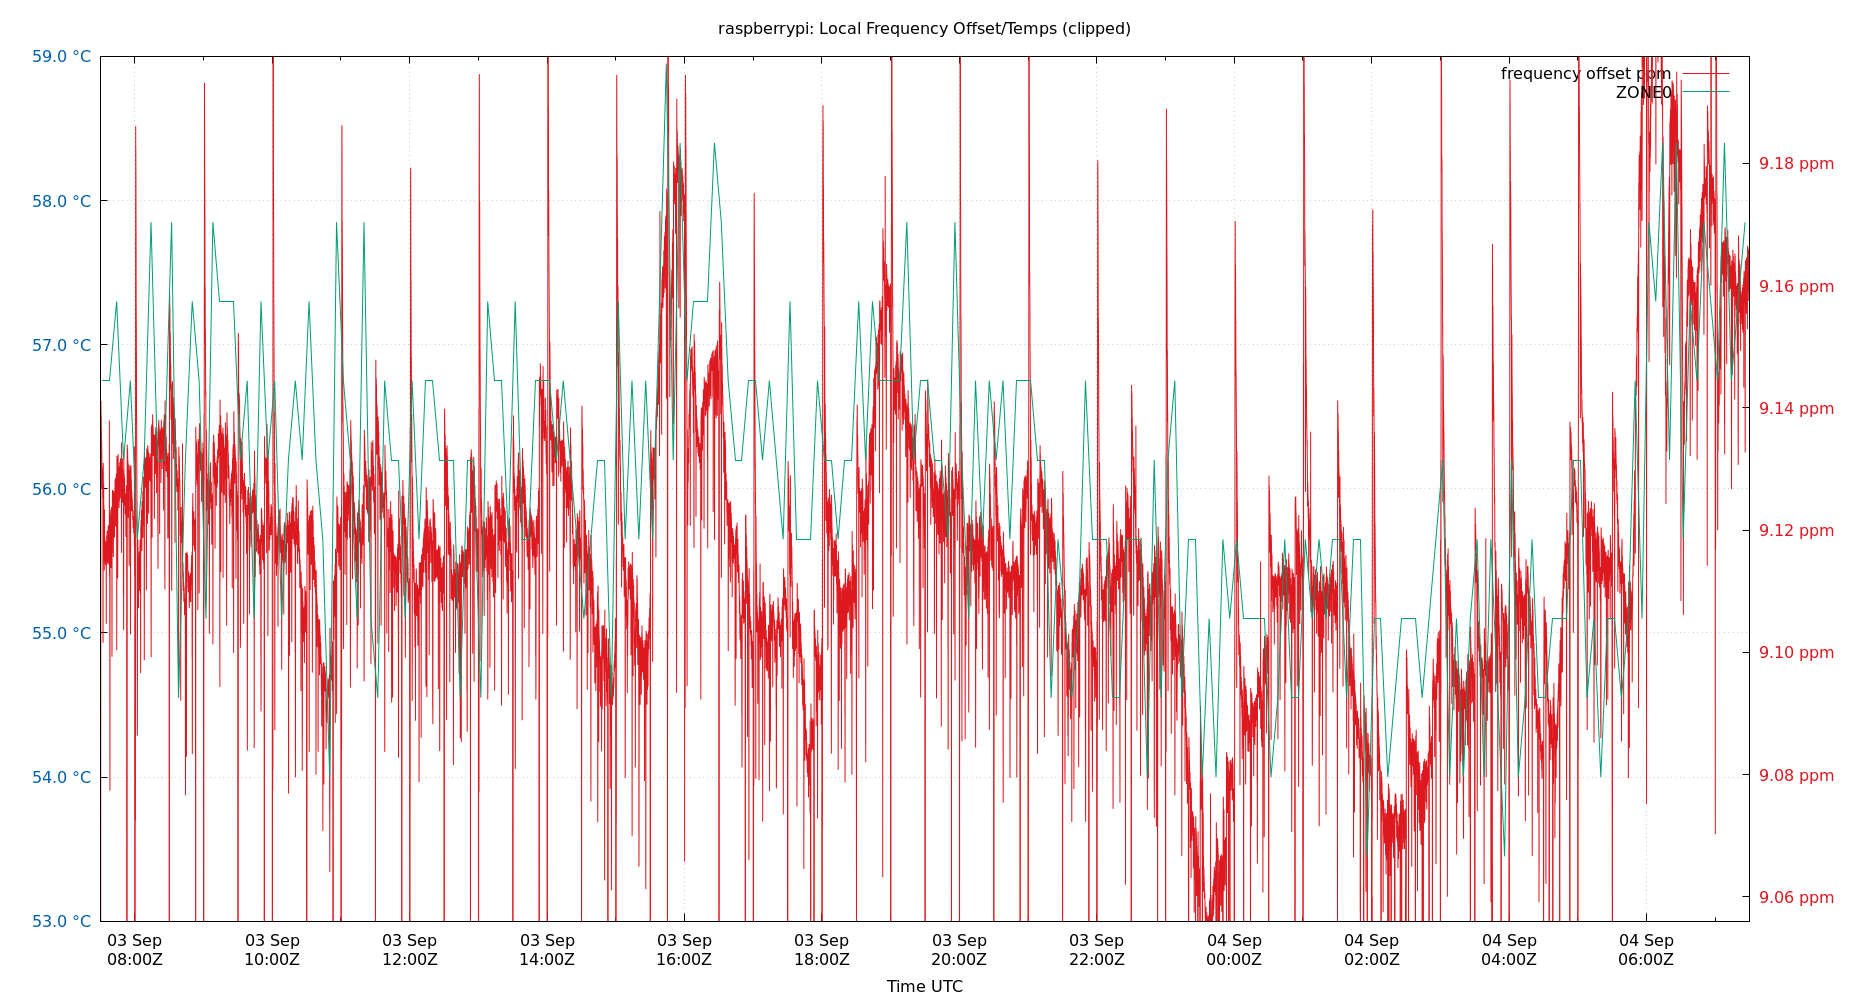 raspberrypi: Local Frequency Offset/Temps (clipped)
frequency offset ppm
ZONE0
59.0 °C
58.0 °C
57.0 °C
56.0 °C
55.0 °C
54.0 °C
53.0 °C
9.18 ppm
9.16 ppm
9.14 ppm
9.12 ppm
9.10 ppm
9.08 ppm
9.06 ppm
03 Sep
08:00Z
03 Sep
10:00Z
03 Sep
12:00Z
03 Sep
14:00Z
03 Sep
16:00Z
03 Sep
18:00Z
03 Sep
20:00Z
03 Sep
22:00Z
04 Sep
00:00Z
04 Sep
02:00Z
04 Sep
04:00Z
04 Sep
06:00Z
Time UTC